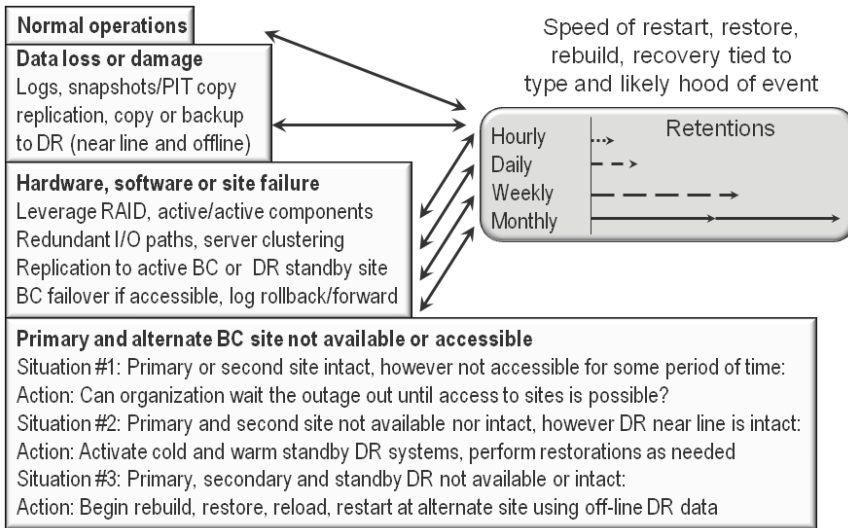 Normal operations
Data loss or damage
Logs, snapshots/PIT copy
replication, copy or backup
to DR (near line and offline)
Hardware, software or site failure
Leverage RAID, active/active components
Redundant I/O paths, server clustering
Replication to active BC or DR standby site
BC failover if accessible, log rollback/forward
Primary and alternate BC site not available or accessible
Situation #1: Primary or second site intact, however not accessible for some period of time:
Action: Can organization wait the outage out until access to sites is possible?
Situation #2: Primary and second site not available nor intact, however DR near line is intact:
Action: Activate cold and warm standby DR systems, perform restorations as needed
Situation #3: Primary, secondary and standby DR not available or intact:
Action: Begin rebuild, restore, reload, restart at alternate site using off-line DR data
Speed of restart, restore,
rebuild, recovery tied to
type and likely hood of event
Retentions
Hourly
Daily
Weekly
Monthly